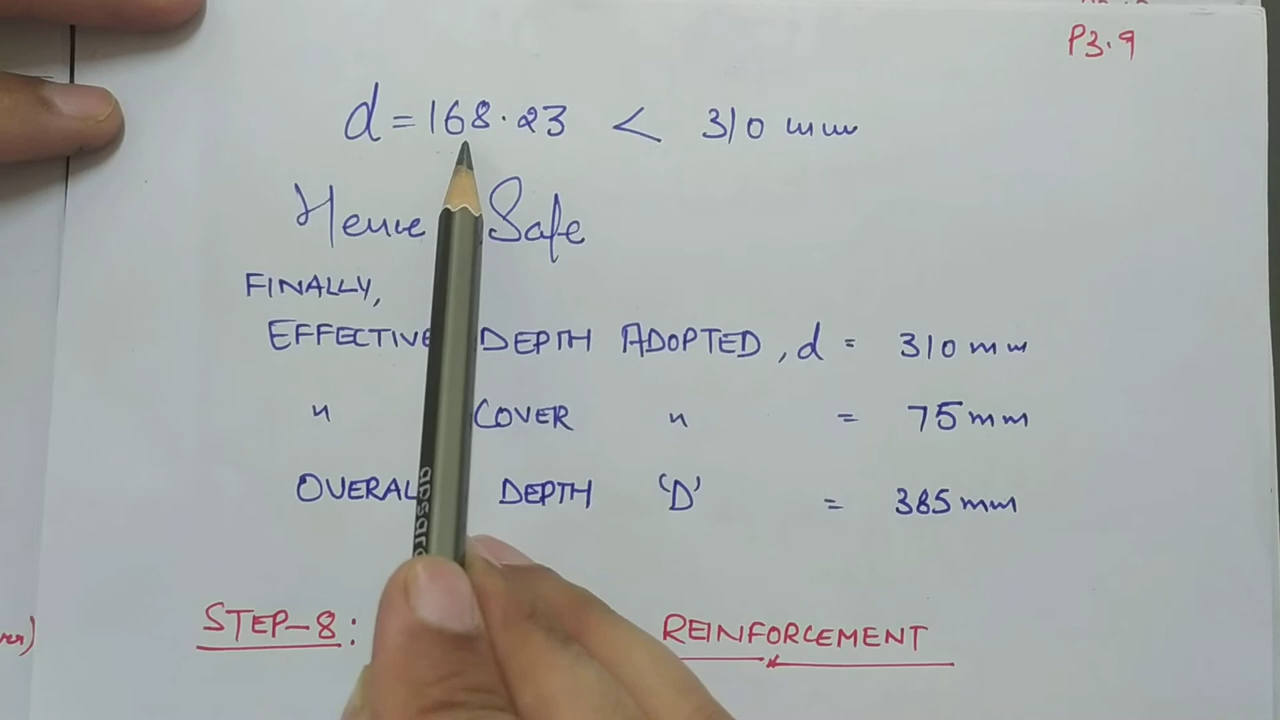 P3.9
d = 168.23 < 310 mm
Hence Safe
FINALLY,
EFFECTIVE DEPTH ADOPTED, d = 310 mm
" COVER " = 75 mm
OVERAL DEPTH 'D' = 385 mm
STEP-8: REINFORCEMENT
apsara